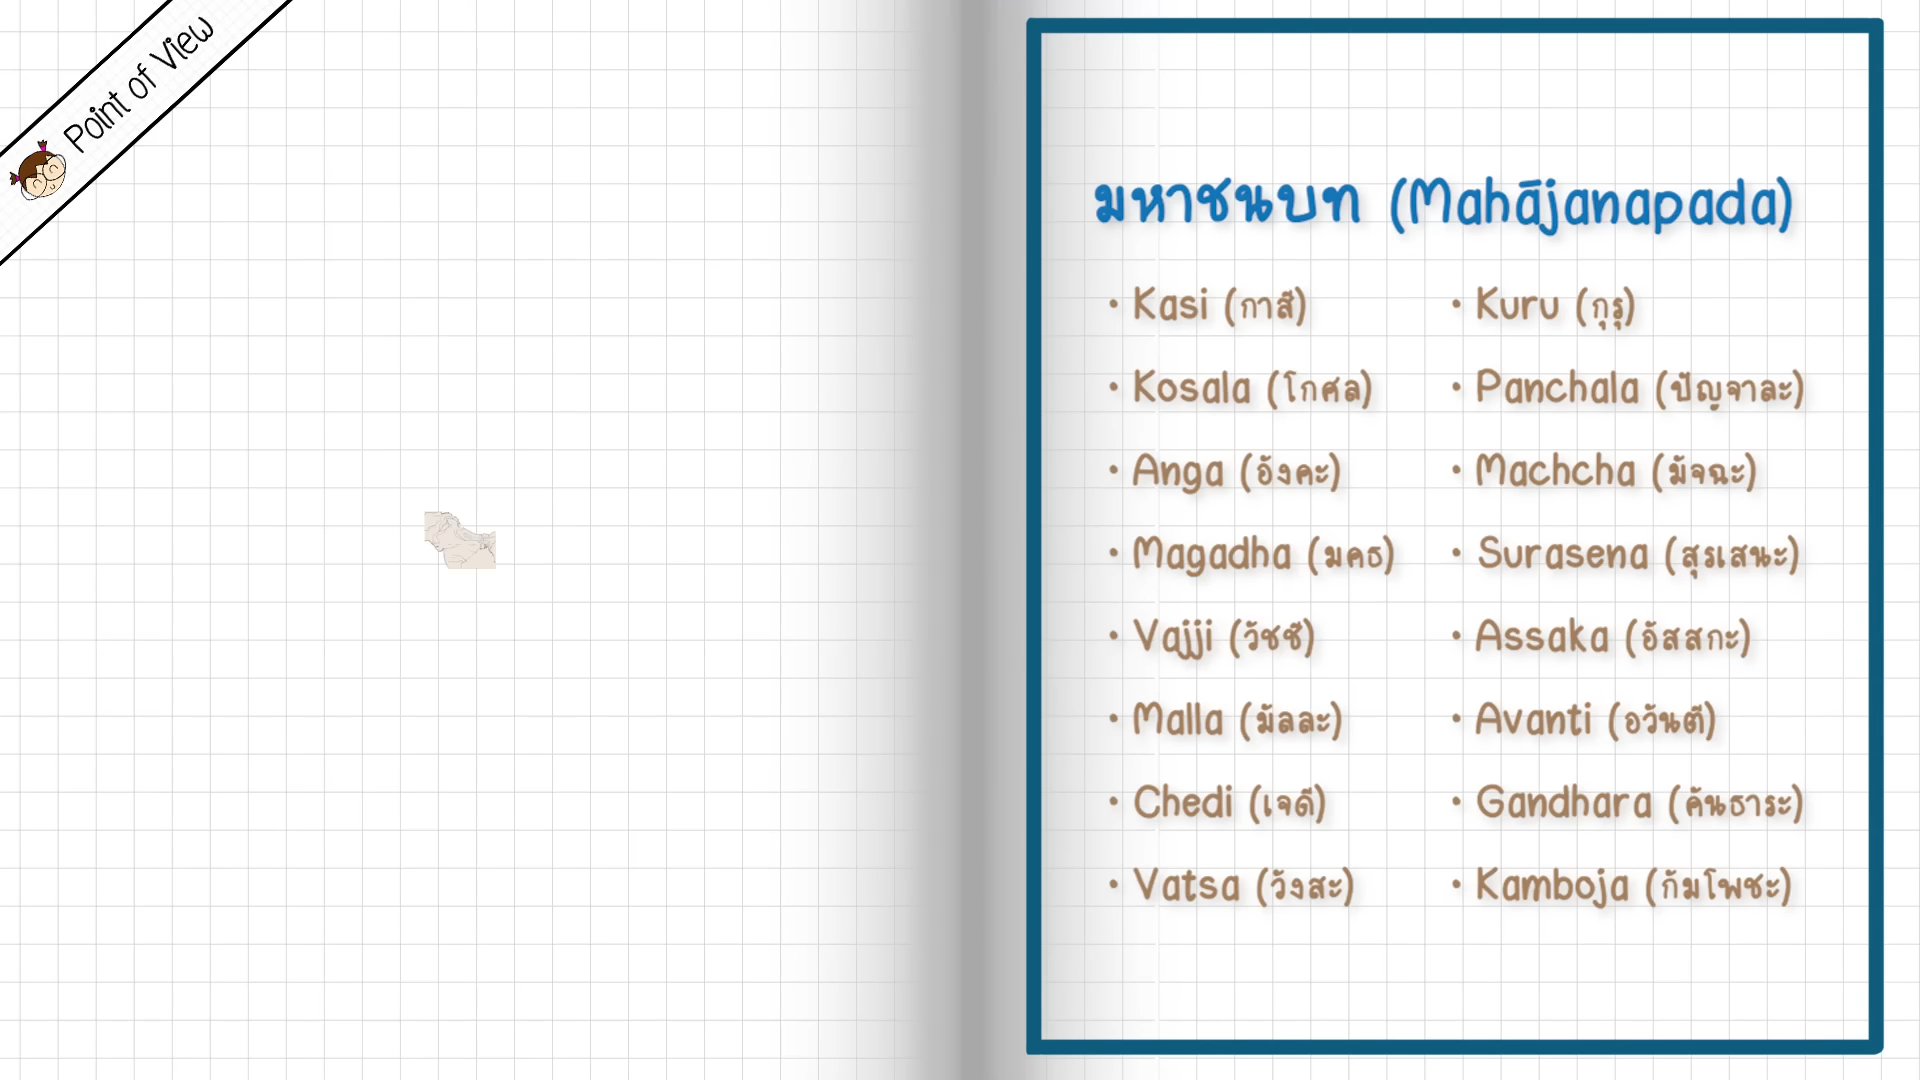 Point of View
มหาชนบท (Mahājanapada)
• Kasi (กาสี)
• Kosala (โกศล)
• Anga (อังคะ)
• Magadha (มคธ)
• Vajji (วัชชี)
• Malla (มัลละ)
• Chedi (เจดี)
• Vatsa (วังสะ)
• Kuru (กุรุ)
• Panchala (ปัญจาละ)
• Machcha (มัจฉะ)
• Surasena (สุรเสนะ)
• Assaka (อัสสกะ)
• Avanti (อวันตี)
• Gandhara (คันธาระ)
• Kamboja (กัมโพชะ)